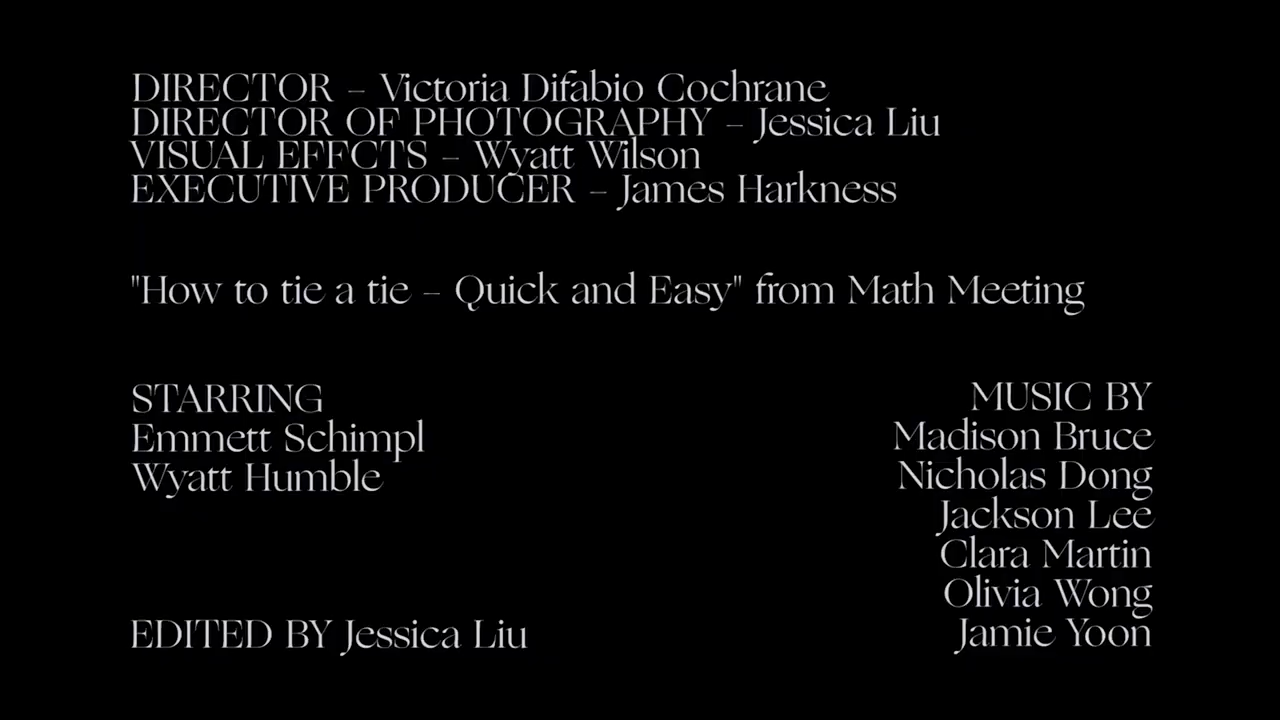 DIRECTOR – Victoria Difabio Cochrane
DIRECTOR OF PHOTOGRAPHY – Jessica Liu
VISUAL EFFCTS – Wyatt Wilson
EXECUTIVE PRODUCER – James Harkness
"How to tie a tie – Quick and Easy" from Math Meeting
STARRING
Emmett Schimpl
Wyatt Humble
EDITED BY Jessica Liu
MUSIC BY
Madison Bruce
Nicholas Dong
Jackson Lee
Clara Martin
Olivia Wong
Jamie Yoon